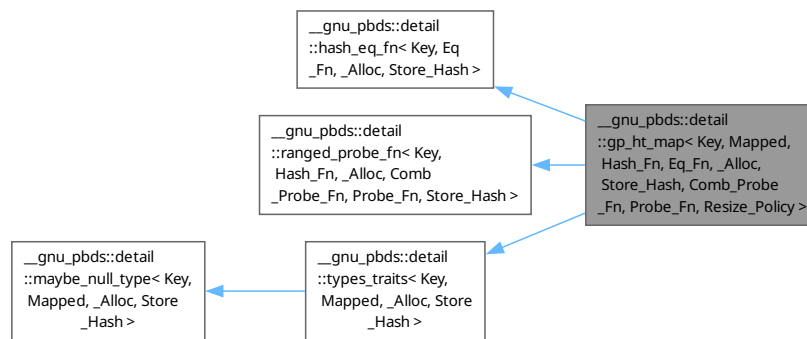 __gnu_pbds::detail
::hash_eq_fn< Key, Eq
_Fn, _Alloc, Store_Hash >
__gnu_pbds::detail
::ranged_probe_fn< Key,
Hash_Fn, _Alloc, Comb
_Probe_Fn, Probe_Fn, Store_Hash >
__gnu_pbds::detail
::gp_ht_map< Key, Mapped,
Hash_Fn, Eq_Fn, _Alloc,
Store_Hash, Comb_Probe
_Fn, Probe_Fn, Resize_Policy >
__gnu_pbds::detail
::maybe_null_type< Key,
Mapped, _Alloc, Store
_Hash >
__gnu_pbds::detail
::types_traits< Key,
Mapped, _Alloc, Store
_Hash >